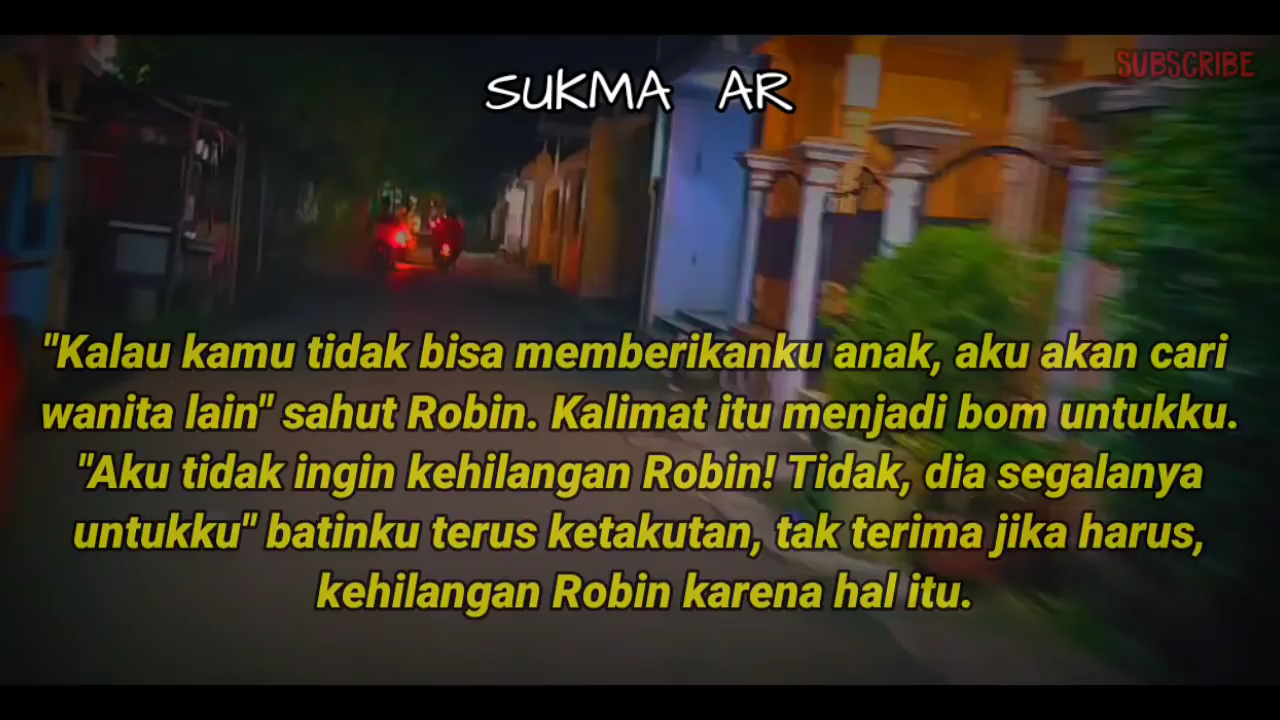 SUBSCRIBE
SUKMA AR
"Kalau kamu tidak bisa memberikanku anak, aku akan cari
wanita lain" sahut Robin. Kalimat itu menjadi bom untukku.
"Aku tidak ingin kehilangan Robin! Tidak, dia segalanya
untukku" batinku terus ketakutan, tak terima jika harus,
kehilangan Robin karena hal itu.